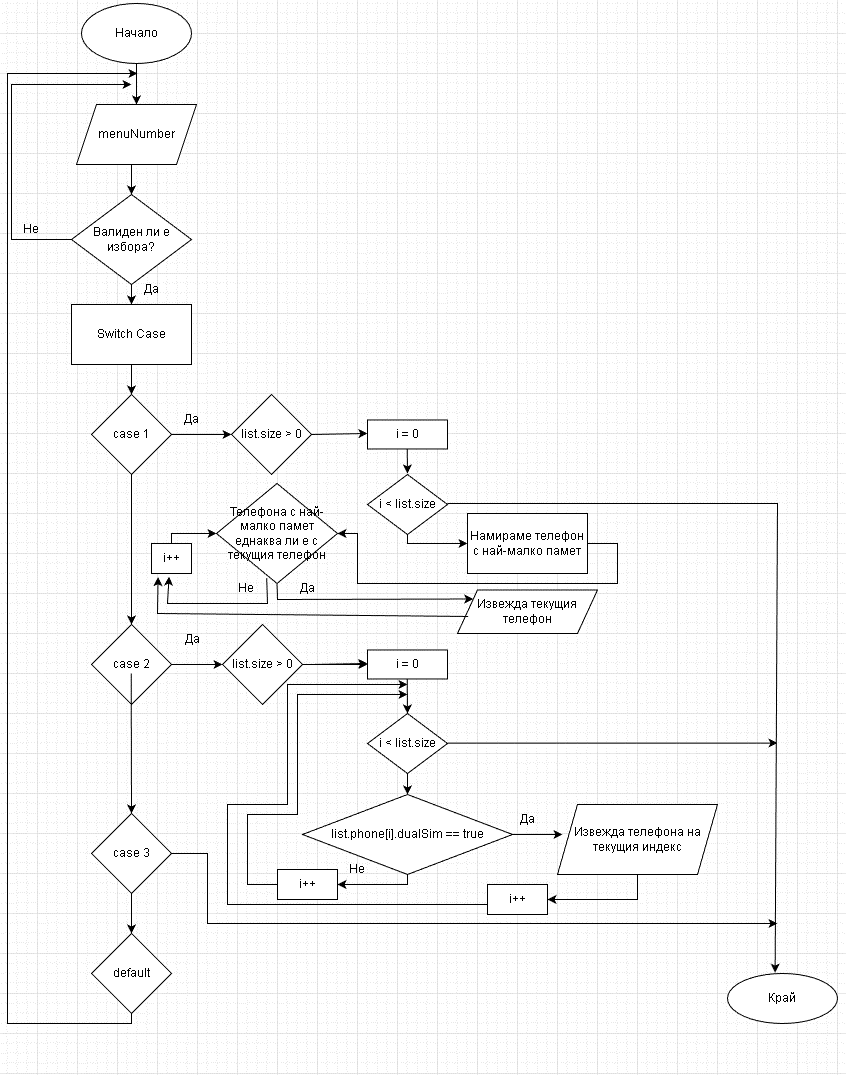 Начало
menuNumber
Валиден ли е
избора?
Не
Да
Switch Case
case 1
Да
list.size > 0
i = 0
i < list.size
Намираме телефон
с най-малко памет
Телефона с най-
малко памет
еднаква ли е с
текущия телефон
i++
Не
Да
Извежда текущия
телефон
case 2
Да
list.size > 0
i = 0
i < list.size
list.phone[i].dualSim == true
Да
Извежда телефона на
текущия индекс
Не
i++
i++
case 3
default
Край